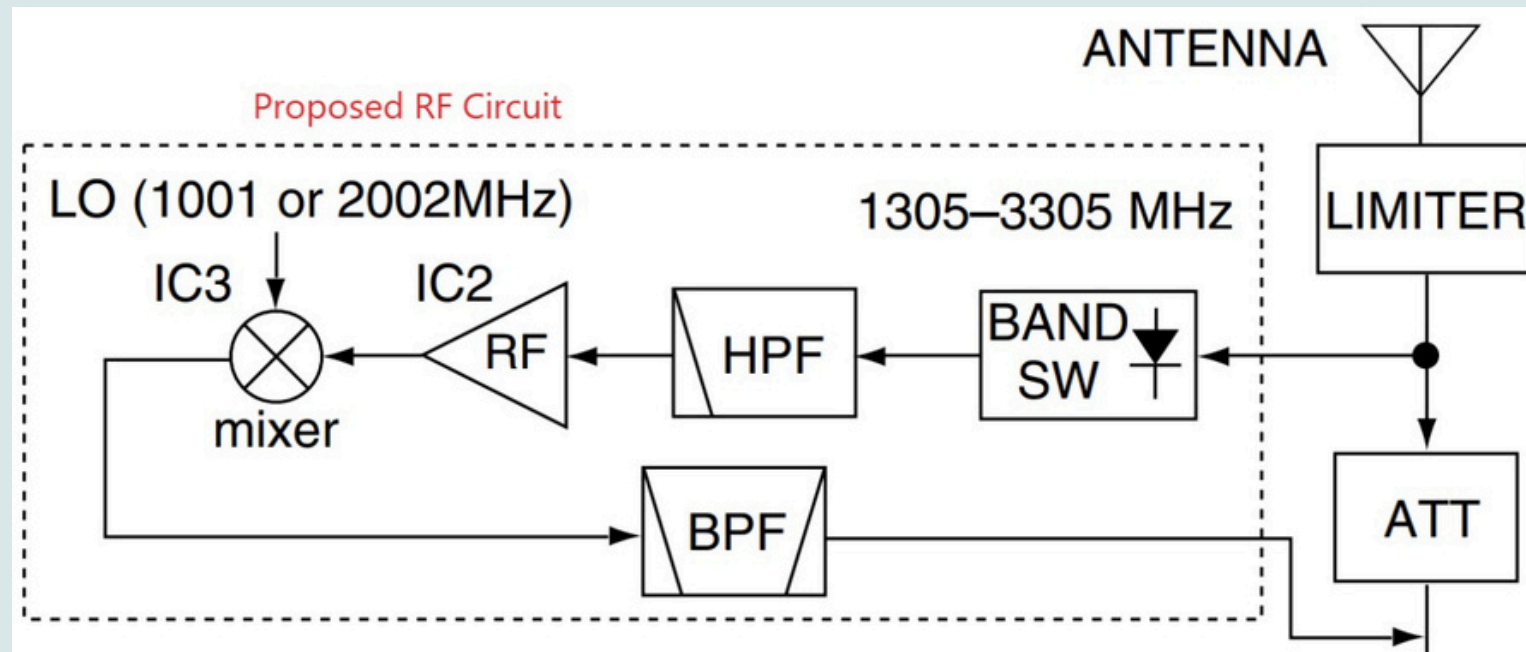 ANTENNA
Proposed RF Circuit
LO (1001 or 2002MHz)
1305–3305 MHz
LIMITER
IC3
IC2
RF
HPF
BAND
SW
mixer
BPF
ATT